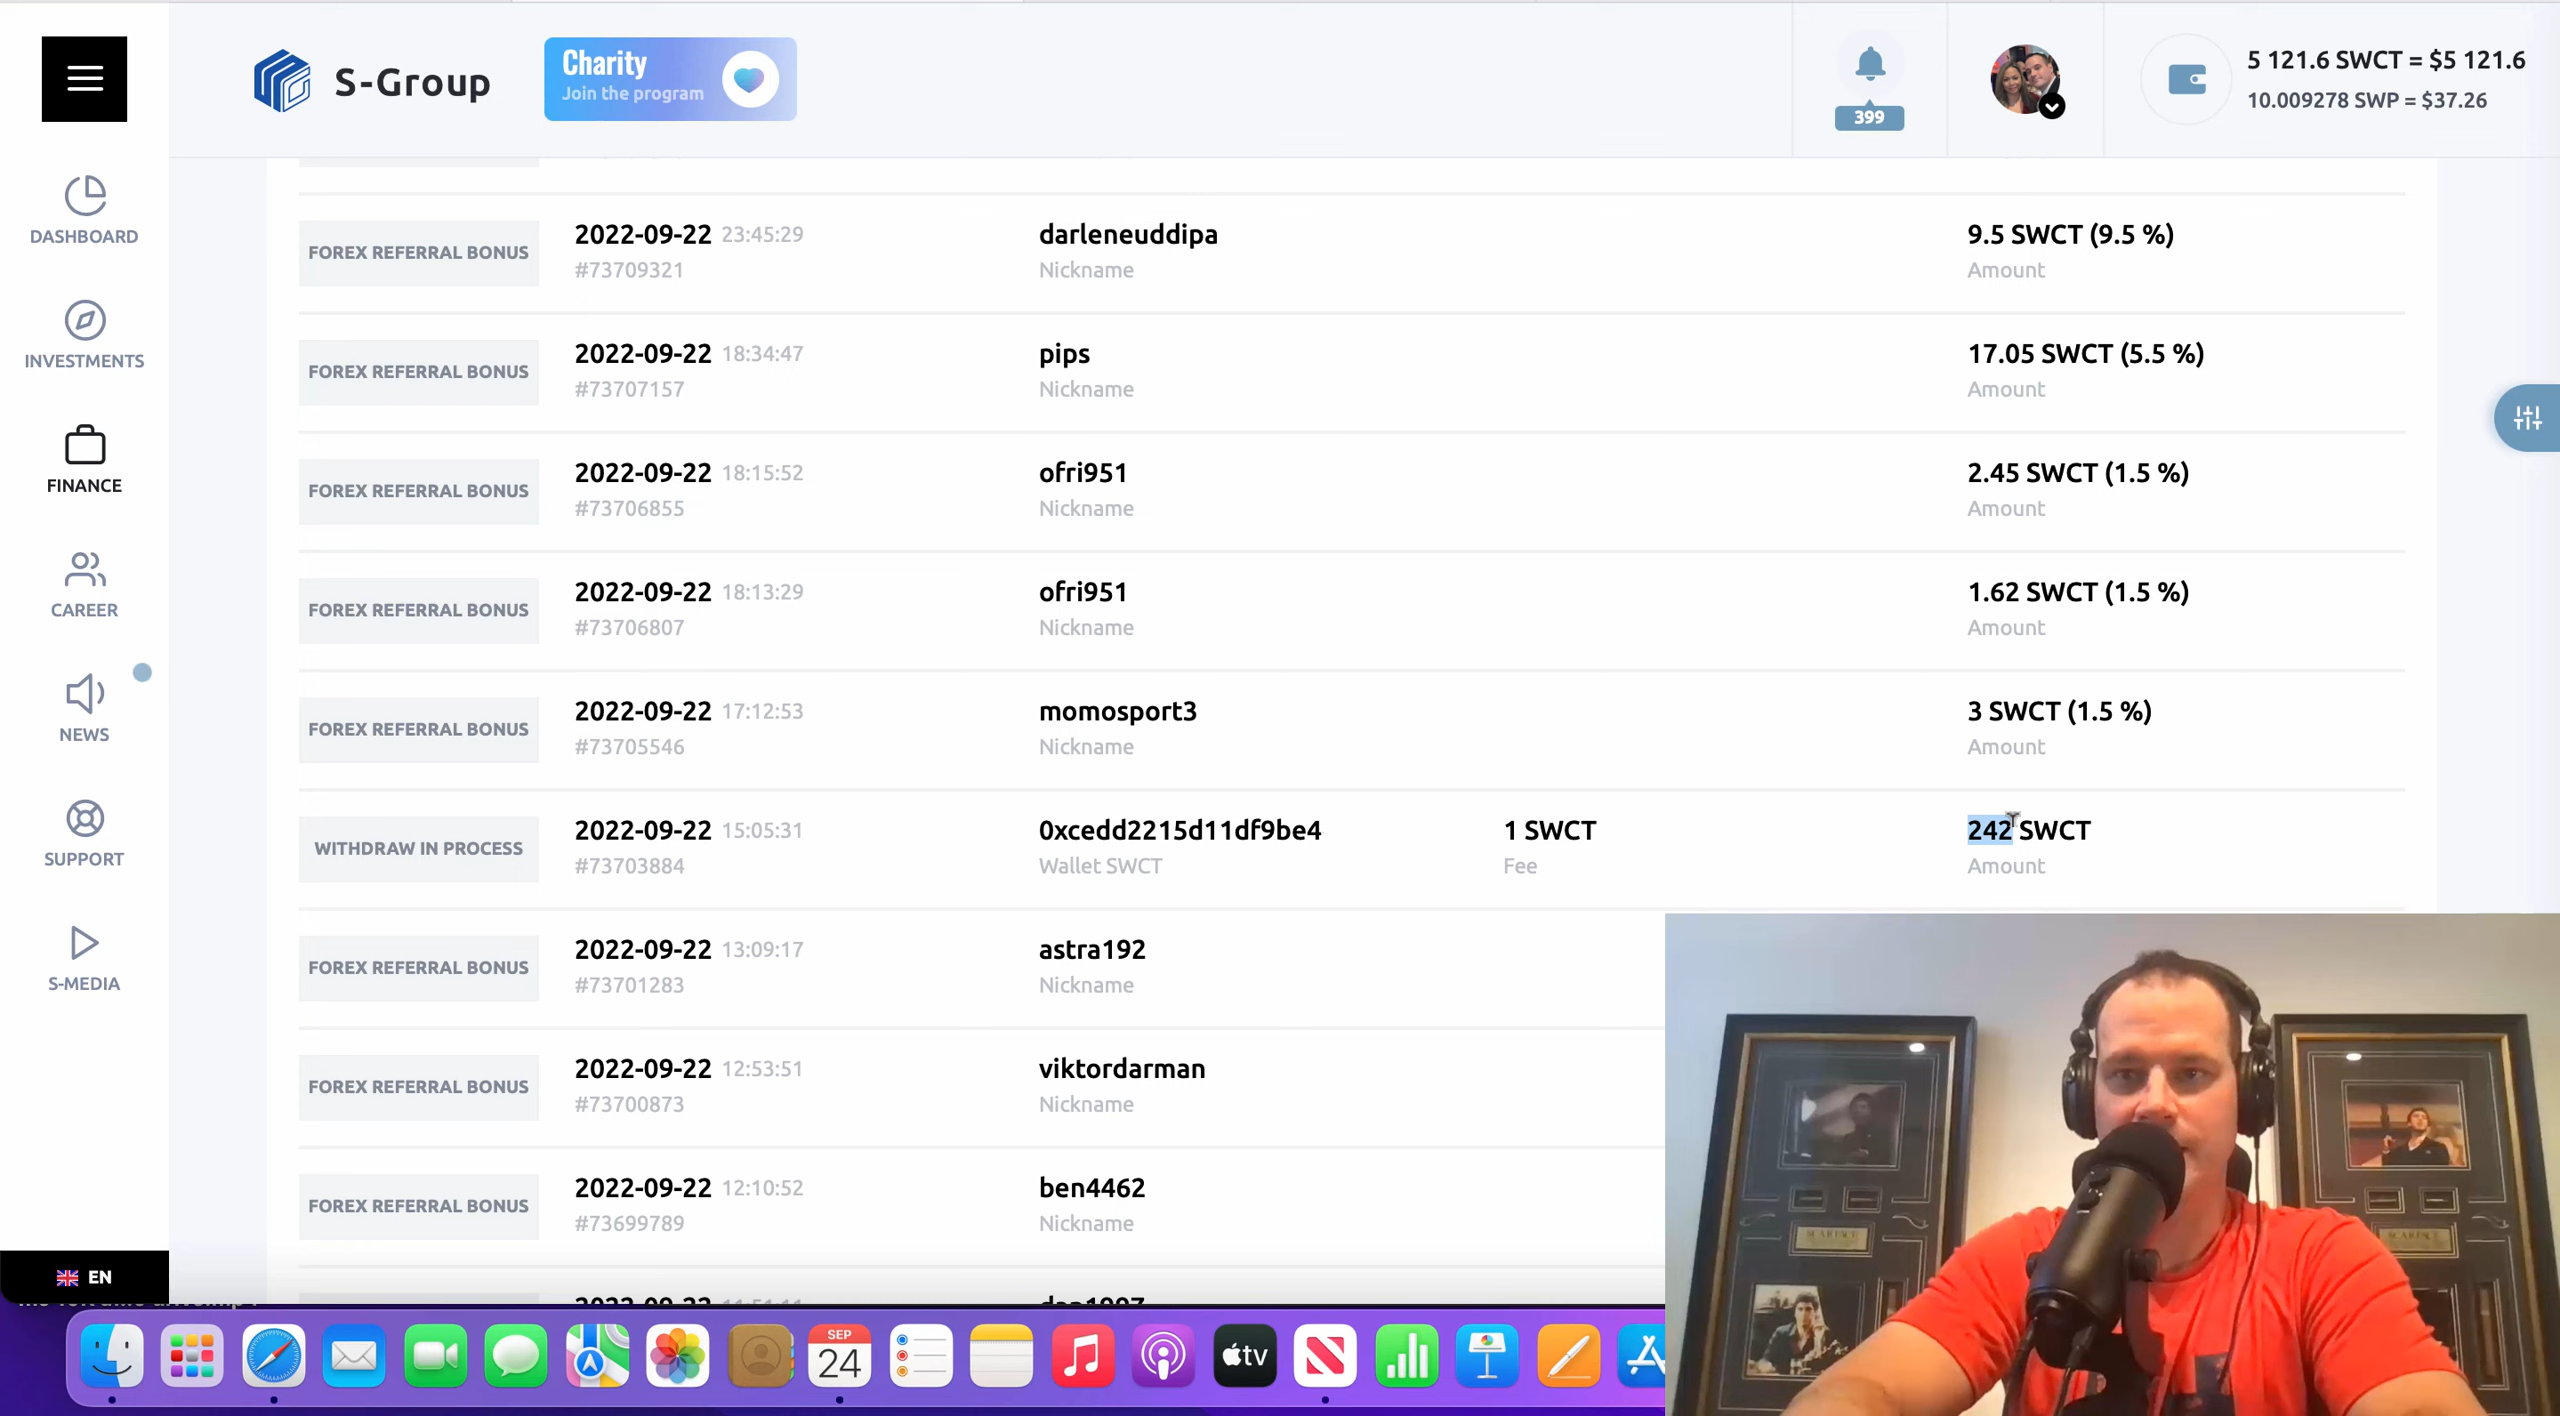 S-Group
Charity
Join the program
399
5 121.6 SWCT = $5 121.6
10.009278 SWP = $37.26
DASHBOARD
INVESTMENTS
FINANCE
CAREER
NEWS
SUPPORT
S-MEDIA
EN
FOREX REFERRAL BONUS 2022-09-22 23:45:29 darleneuddipa 9.5 SWCT (9.5 %)
#73709321 Nickname Amount
FOREX REFERRAL BONUS 2022-09-22 18:34:47 pips 17.05 SWCT (5.5 %)
#73707157 Nickname Amount
FOREX REFERRAL BONUS 2022-09-22 18:15:52 ofri951 2.45 SWCT (1.5 %)
#73706855 Nickname Amount
FOREX REFERRAL BONUS 2022-09-22 18:13:29 ofri951 1.62 SWCT (1.5 %)
#73706807 Nickname Amount
FOREX REFERRAL BONUS 2022-09-22 17:12:53 momosport3 3 SWCT (1.5 %)
#73705546 Nickname Amount
WITHDRAW IN PROCESS 2022-09-22 15:05:31 0xcedd2215d11df9be4 1 SWCT 242 SWCT
#73703884 Wallet SWCT Fee Amount
FOREX REFERRAL BONUS 2022-09-22 13:09:17 astra192
#73701283 Nickname
FOREX REFERRAL BONUS 2022-09-22 12:53:51 viktordarman
#73700873 Nickname
FOREX REFERRAL BONUS 2022-09-22 12:10:52 ben4462
#73699789 Nickname
SEP
24
tv
SCARFACE